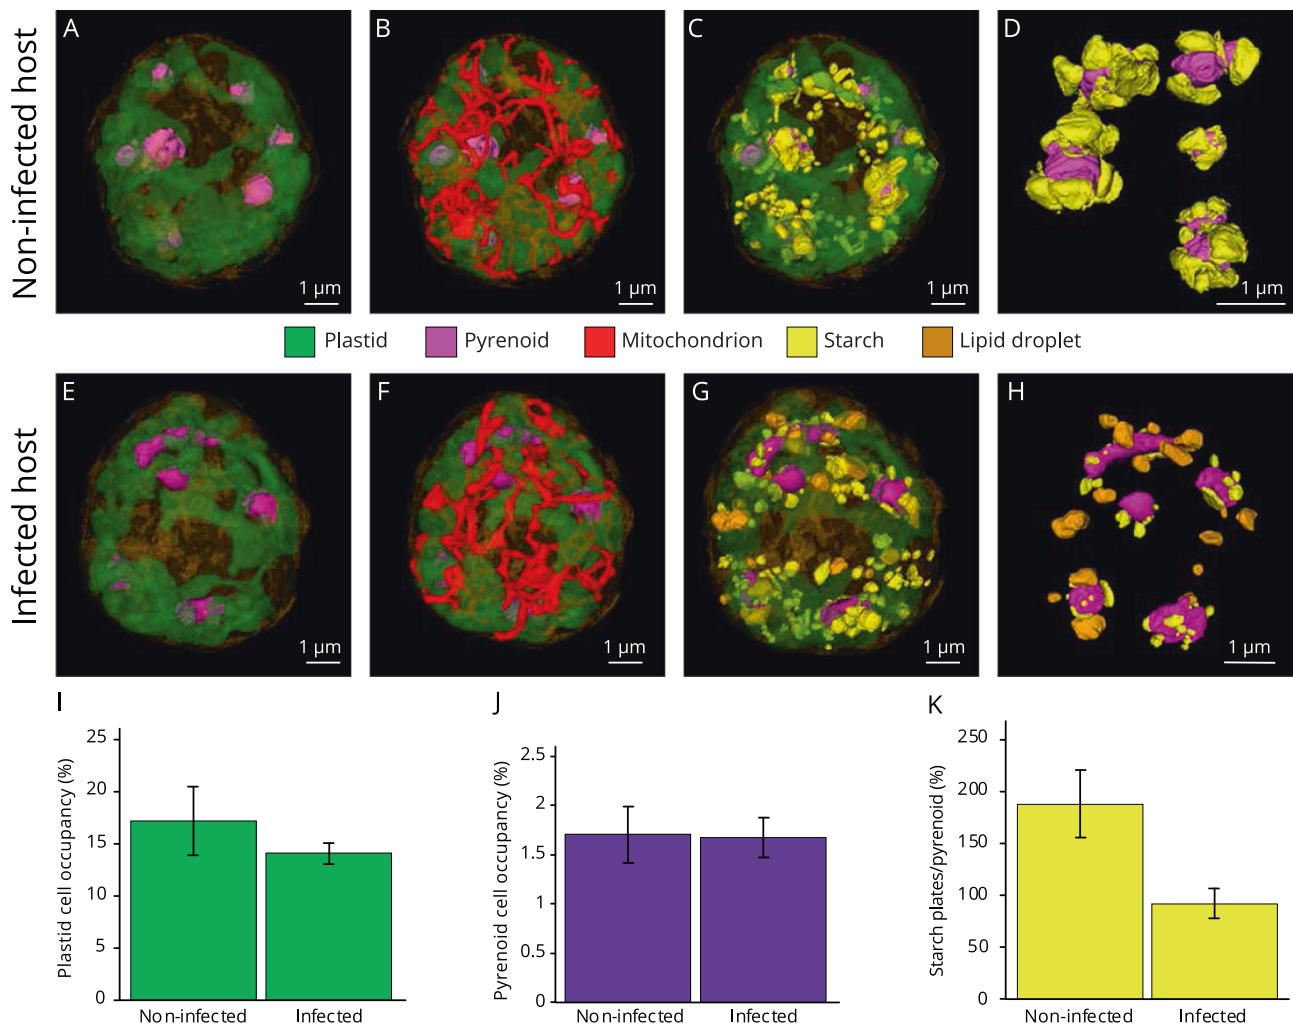 Non-infected host
A
B
C
D
1 µm
1 µm
1 µm
1 µm
Plastid
Pyrenoid
Mitochondrion
Starch
Lipid droplet
Infected host
E
F
G
H
1 µm
1 µm
1 µm
1 µm
I
Plastid cell occupancy (%)
25
20
15
10
5
0
Non-infected
Infected
J
Pyrenoid cell occupancy (%)
2.5
2
1.5
1
0.5
0
Non-infected
Infected
K
Starch plates/pyrenoid (%)
250
200
150
100
50
0
Non-infected
Infected